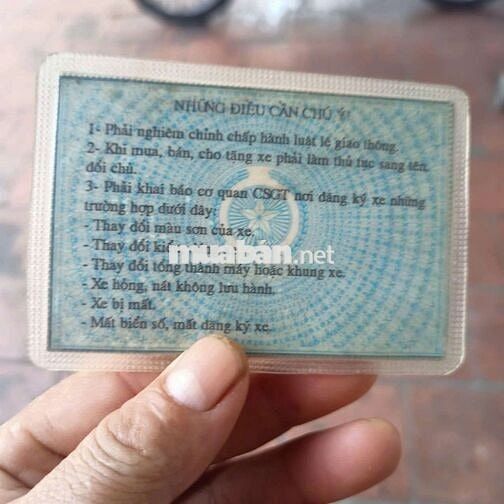 NHỮNG ĐIỀU CẦN CHÚ Ý!
1- Phải nghiêm chỉnh chấp hành luật lệ giao thông.
2- Khi mua, bán, cho tặng xe phải làm thủ tục sang tên,
đổi chủ.
3- Phải khai báo cơ quan CSGT nơi đăng ký xe những
trường hợp dưới đây:
- Thay đổi màu sơn của xe.
- Thay đổi kiểu
muaban.net
- Thay đổi tổng thành máy hoặc khung xe.
- Xe hỏng, nát không lưu hành.
- Xe bị mất.
- Mất biển số, mất đăng ký xe.